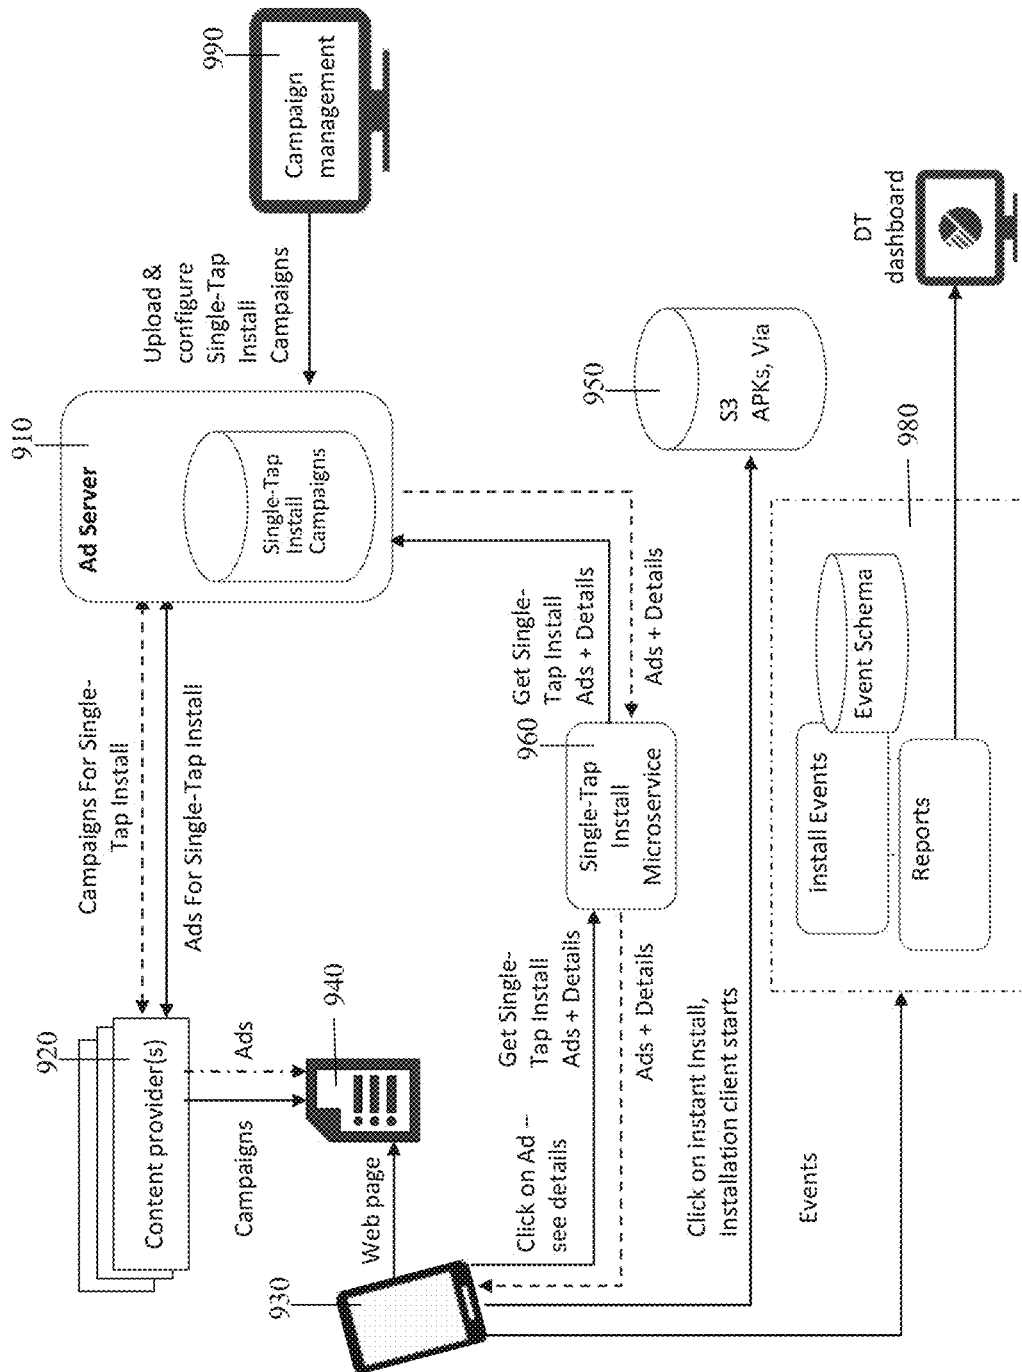 990
Campaign
management
Upload &
configure
Single-Tap
Install
Campaigns
910
Ad Server
Single-Tap
Install
Campaigns
Campaigns For Single-
Tap Install
Ads For Single-Tap Install
920
Content provider(s)
Ads
Campaigns
940
Web page
930
Click on Ad –
see details
Get Single-
Tap Install
Ads + Details
Ads + Details
960
Single-Tap
Install
Microservice
Get Single-
Tap Install
Ads + Details
Ads + Details
950
S3
APKs, Via
Click on instant Install,
Installation client starts
Events
980
Install Events
Event Schema
Reports
DT
dashboard